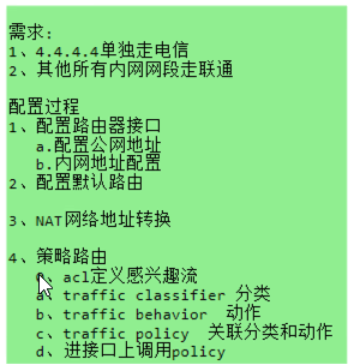 需求：
1、4.4.4.4单独走电信
2、其他所有内网网段走联通
配置过程
1、配置路由器接口
a.配置公网地址
b.内网地址配置
2、配置默认路由
3、NAT网络地址转换
4、策略路由
、acl定义感兴趣流
a、traffic classifier 分类
b、traffic behavior 动作
c、traffic policy 关联分类和动作
d、进接口上调用policy